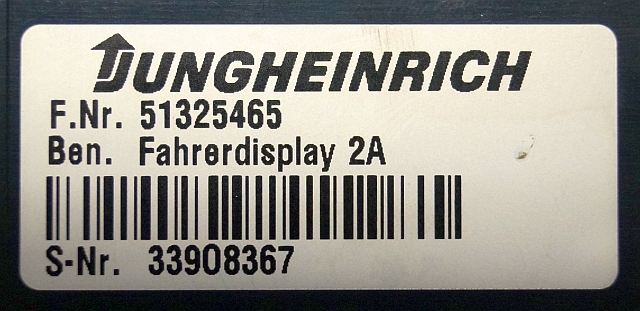 JUNGHEINRICH
F.Nr. 51325465
Ben. Fahrerdisplay 2A
S-Nr. 33908367